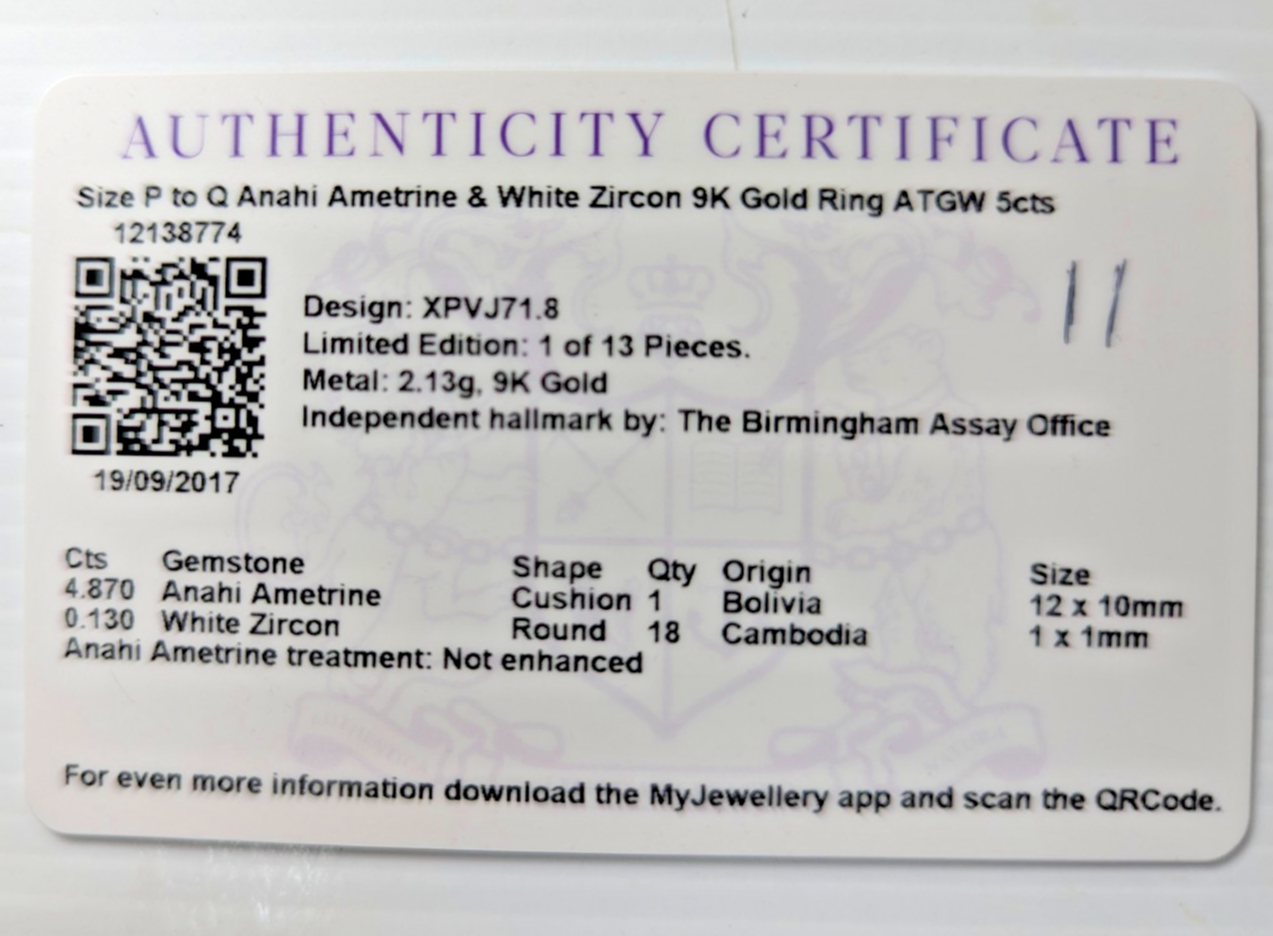 AUTHENTICITY CERTIFICATE
Size P to Q Anahi Ametrine & White Zircon 9K Gold Ring ATGW 5cts
12138774
11
Design: XPVJ71.8
Limited Edition: 1 of 13 Pieces.
Metal: 2.13g, 9K Gold
Independent hallmark by: The Birmingham Assay Office
19/09/2017
Cts Gemstone Shape Qty Origin Size
4.870 Anahi Ametrine Cushion 1 Bolivia 12 x 10mm
0.130 White Zircon Round 18 Cambodia 1 x 1mm
Anahi Ametrine treatment: Not enhanced
For even more information download the MyJewellery app and scan the QRCode.